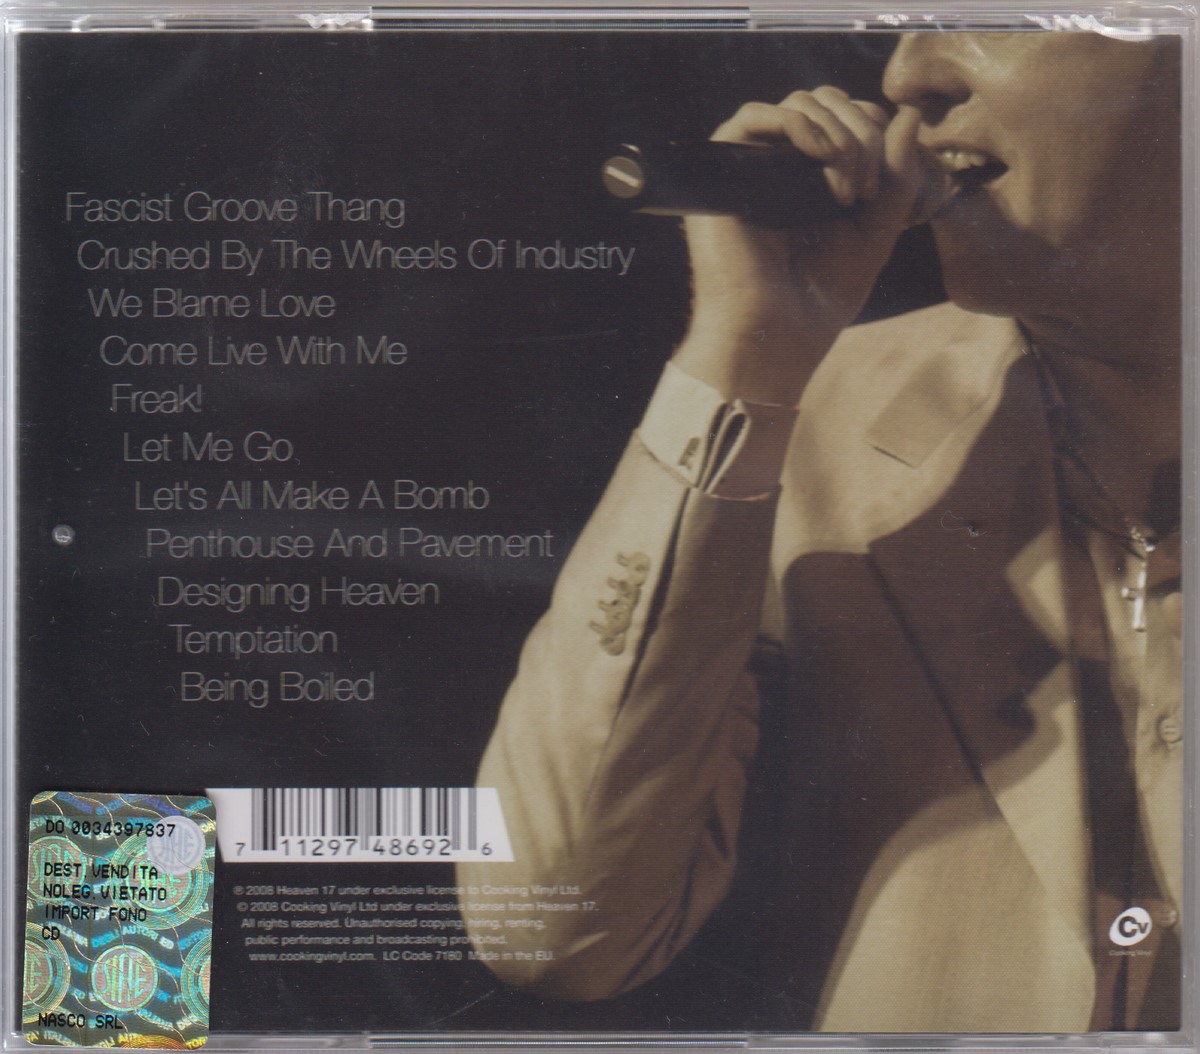 Fascist Groove Thang
Crushed By The Wheels Of Industry
We Blame Love
Come Live With Me
Freak!
Let Me Go
Let's All Make A Bomb
Penthouse And Pavement
Designing Heaven
Temptation
Being Boiled
DO 0034397837
DEST.VENDITA
NOLEG.VIETATO
IMPORT.FONO
CD
NASCO SRL
7 11297 48692 6
℗ 2008 Heaven 17 under exclusive license to Cooking Vinyl Ltd.
© 2008 Cooking Vinyl Ltd under exclusive license from Heaven 17.
All rights reserved. Unauthorised copying, hiring, renting,
public performance and broadcasting prohibited.
www.cookingvinyl.com. LC Code 7180 Made in the EU.
Cv
Cooking Vinyl